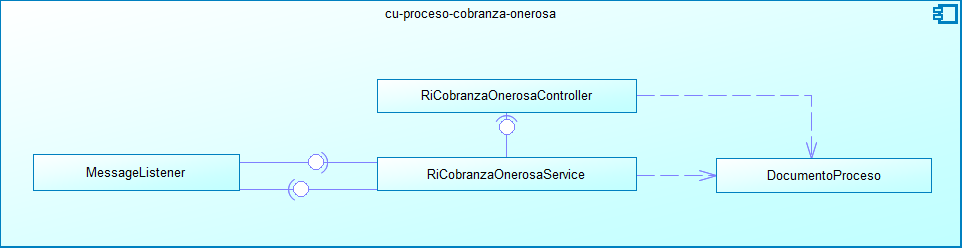 cu-proceso-cobranza-onerosa
RiCobranzaOnerosaController
MessageListener
RiCobranzaOnerosaService
DocumentoProceso